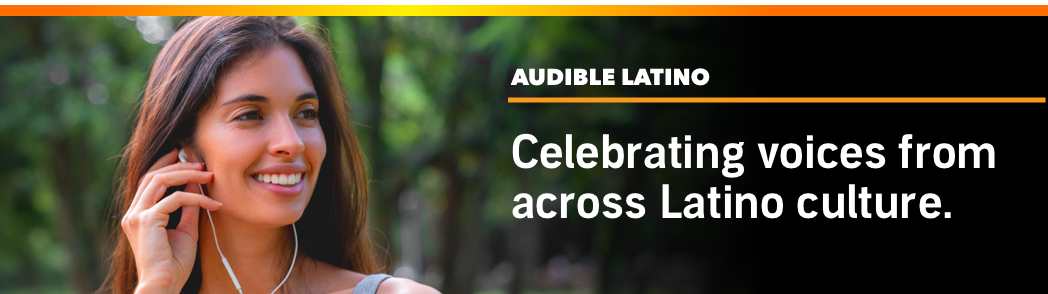 AUDIBLE LATINO
Celebrating voices from
across Latino culture.